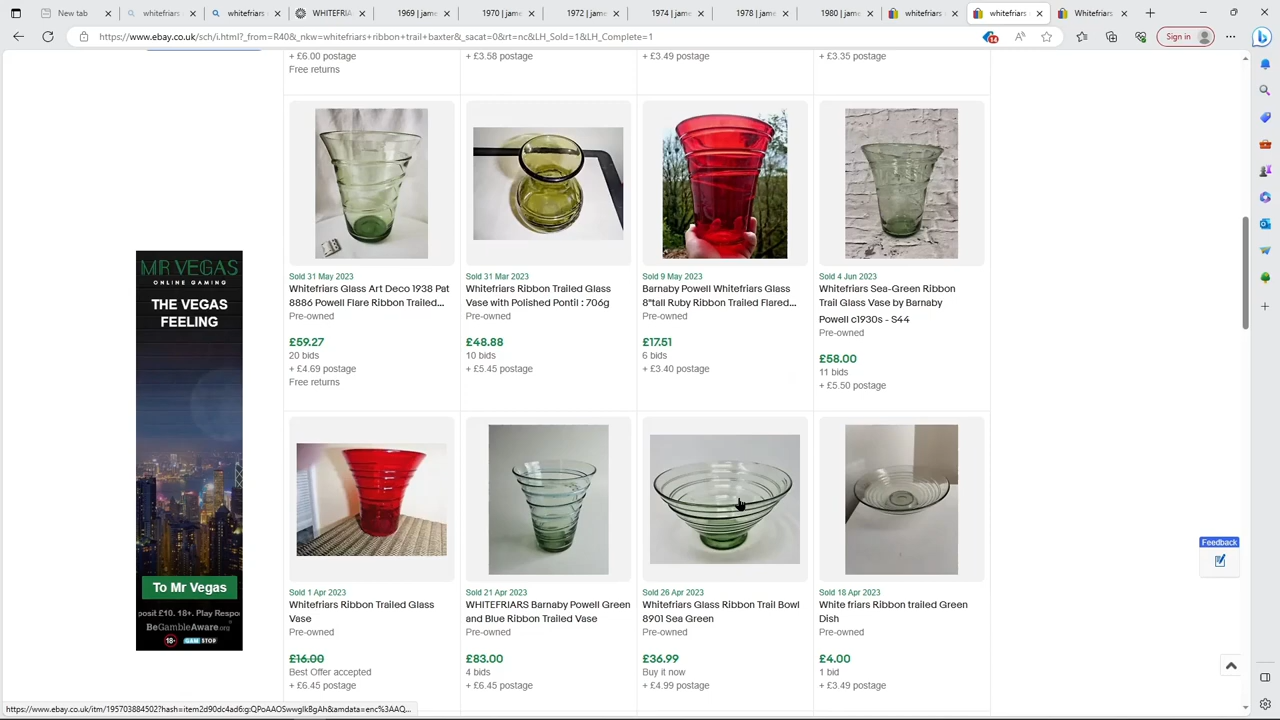 New tab
whitefriars
whitefriars
WHITEFRIA
1969 | jame
1970 | jame
1972 | jame
1974 | jame
1978 | jame
1980 | jame
whitefriars
whitefriars
Whitefriars
https://www.ebay.co.uk/sch/i.html?_from=R40&_nkw=whitefriars+ribbon+trail+baxter&_sacat=0&rt=nc&LH_Sold=1&LH_Complete=1
14
Sign in
+ £6.00 postage
Free returns
+ £3.58 postage
+ £3.49 postage
+ £3.35 postage
Sold 31 May 2023
Whitefriars Glass Art Deco 1938 Pat
8886 Powell Flare Ribbon Trailed...
Pre-owned
£59.27
20 bids
+ £4.69 postage
Free returns
Sold 31 Mar 2023
Whitefriars Ribbon Trailed Glass
Vase with Polished Pontil : 706g
Pre-owned
£48.88
10 bids
+ £5.45 postage
Sold 9 May 2023
Barnaby Powell Whitefriars Glass
8"tall Ruby Ribbon Trailed Flared...
Pre-owned
£17.51
6 bids
+ £3.40 postage
Sold 4 Jun 2023
Whitefriars Sea-Green Ribbon
Trail Glass Vase by Barnaby
Powell c1930s - S44
Pre-owned
£58.00
11 bids
+ £5.50 postage
MR VEGAS
ONLINE GAMING
THE VEGAS
FEELING
To Mr Vegas
posit £10. 18+. Play Respo
BeGambleAware.org
18+
GAMSTOP
Sold 1 Apr 2023
Whitefriars Ribbon Trailed Glass
Vase
Pre-owned
£16.00
Best Offer accepted
+ £6.45 postage
Sold 21 Apr 2023
WHITEFRIARS Barnaby Powell Green
and Blue Ribbon Trailed Vase
Pre-owned
£83.00
4 bids
+ £6.45 postage
Sold 26 Apr 2023
Whitefriars Glass Ribbon Trail Bowl
8901 Sea Green
Pre-owned
£36.99
Buy it now
+ £4.99 postage
Sold 18 Apr 2023
White friars Ribbon trailed Green
Dish
Pre-owned
£4.00
1 bid
+ £3.49 postage
Feedback